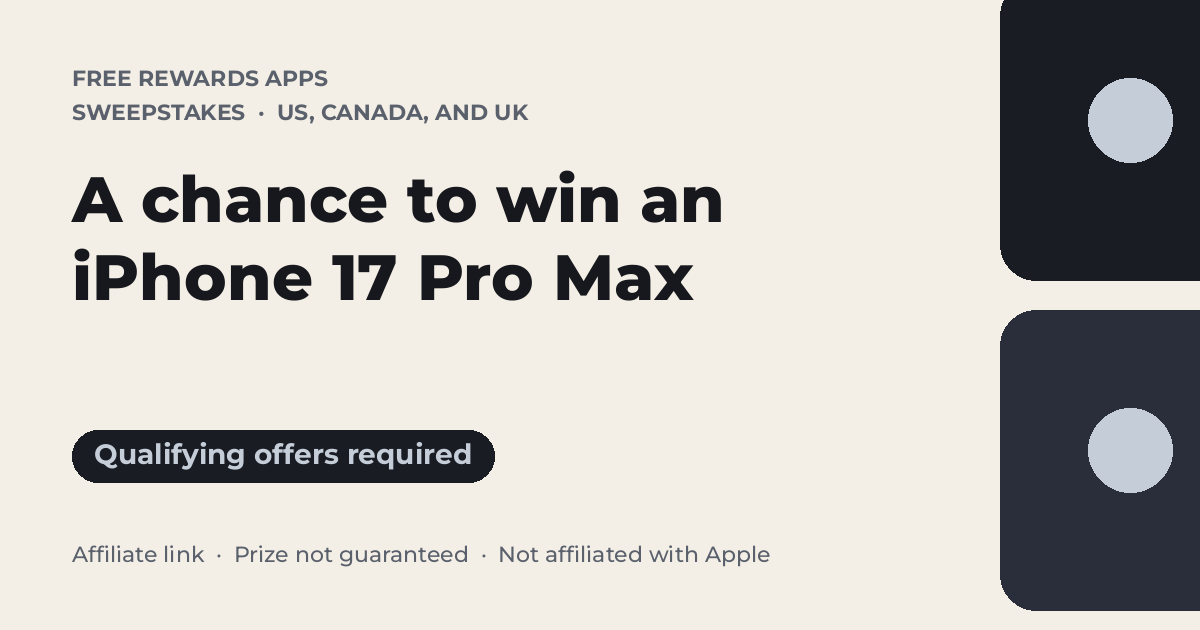 FREE REWARDS APPS
SWEEPSTAKES · US, CANADA, AND UK
A chance to win an
iPhone 17 Pro Max
Qualifying offers required
Affiliate link · Prize not guaranteed · Not affiliated with Apple